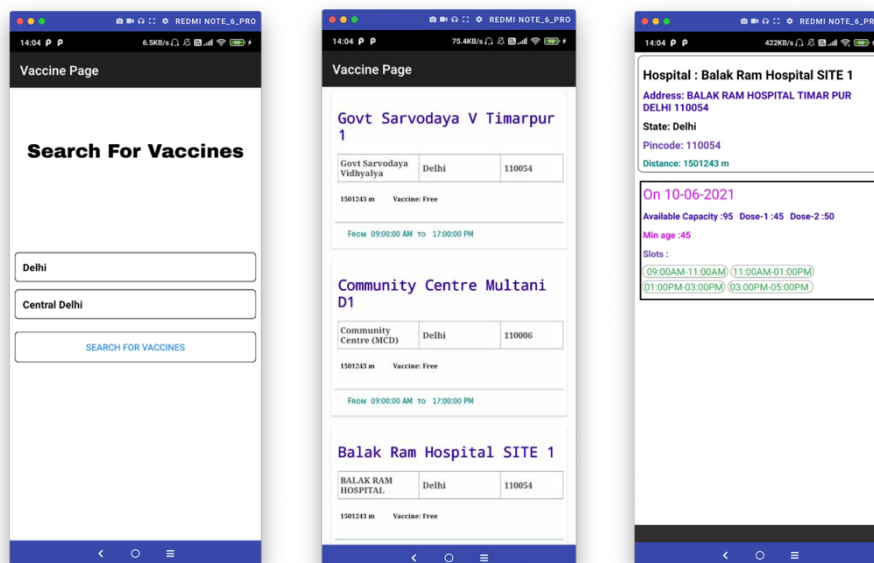 REDMI NOTE_6_PRO
14:04 P P 6.5KB/s
Vaccine Page
Search For Vaccines
Delhi
Central Delhi
SEARCH FOR VACCINES
REDMI NOTE_6_PRO
14:04 P P 75.4KB/s
Vaccine Page
Govt Sarvodaya V Timarpur
1
Govt Sarvodaya
Vidhyalya
Delhi
110054
1501243 m Vaccine: Free
From 09:00:00 AM to 17:00:00 PM
Community Centre Multani
D1
Community
Centre (MCD)
Delhi
110006
1501243 m Vaccine: Free
From 09:00:00 AM to 17:00:00 PM
Balak Ram Hospital SITE 1
BALAK RAM
HOSPITAL
Delhi
110054
1501243 m Vaccine: Free
REDMI NOTE_6_PRO
14:04 P P 422KB/s
Hospital : Balak Ram Hospital SITE 1
Address: BALAK RAM HOSPITAL TIMAR PUR
DELHI 110054
State: Delhi
Pincode: 110054
Distance: 1501243 m
On 10-06-2021
Available Capacity :95 Dose-1 :45 Dose-2 :50
Min age :45
Slots :
09:00AM-11:00AM 11:00AM-01:00PM
01:00PM-03:00PM 03:00PM-05:00PM